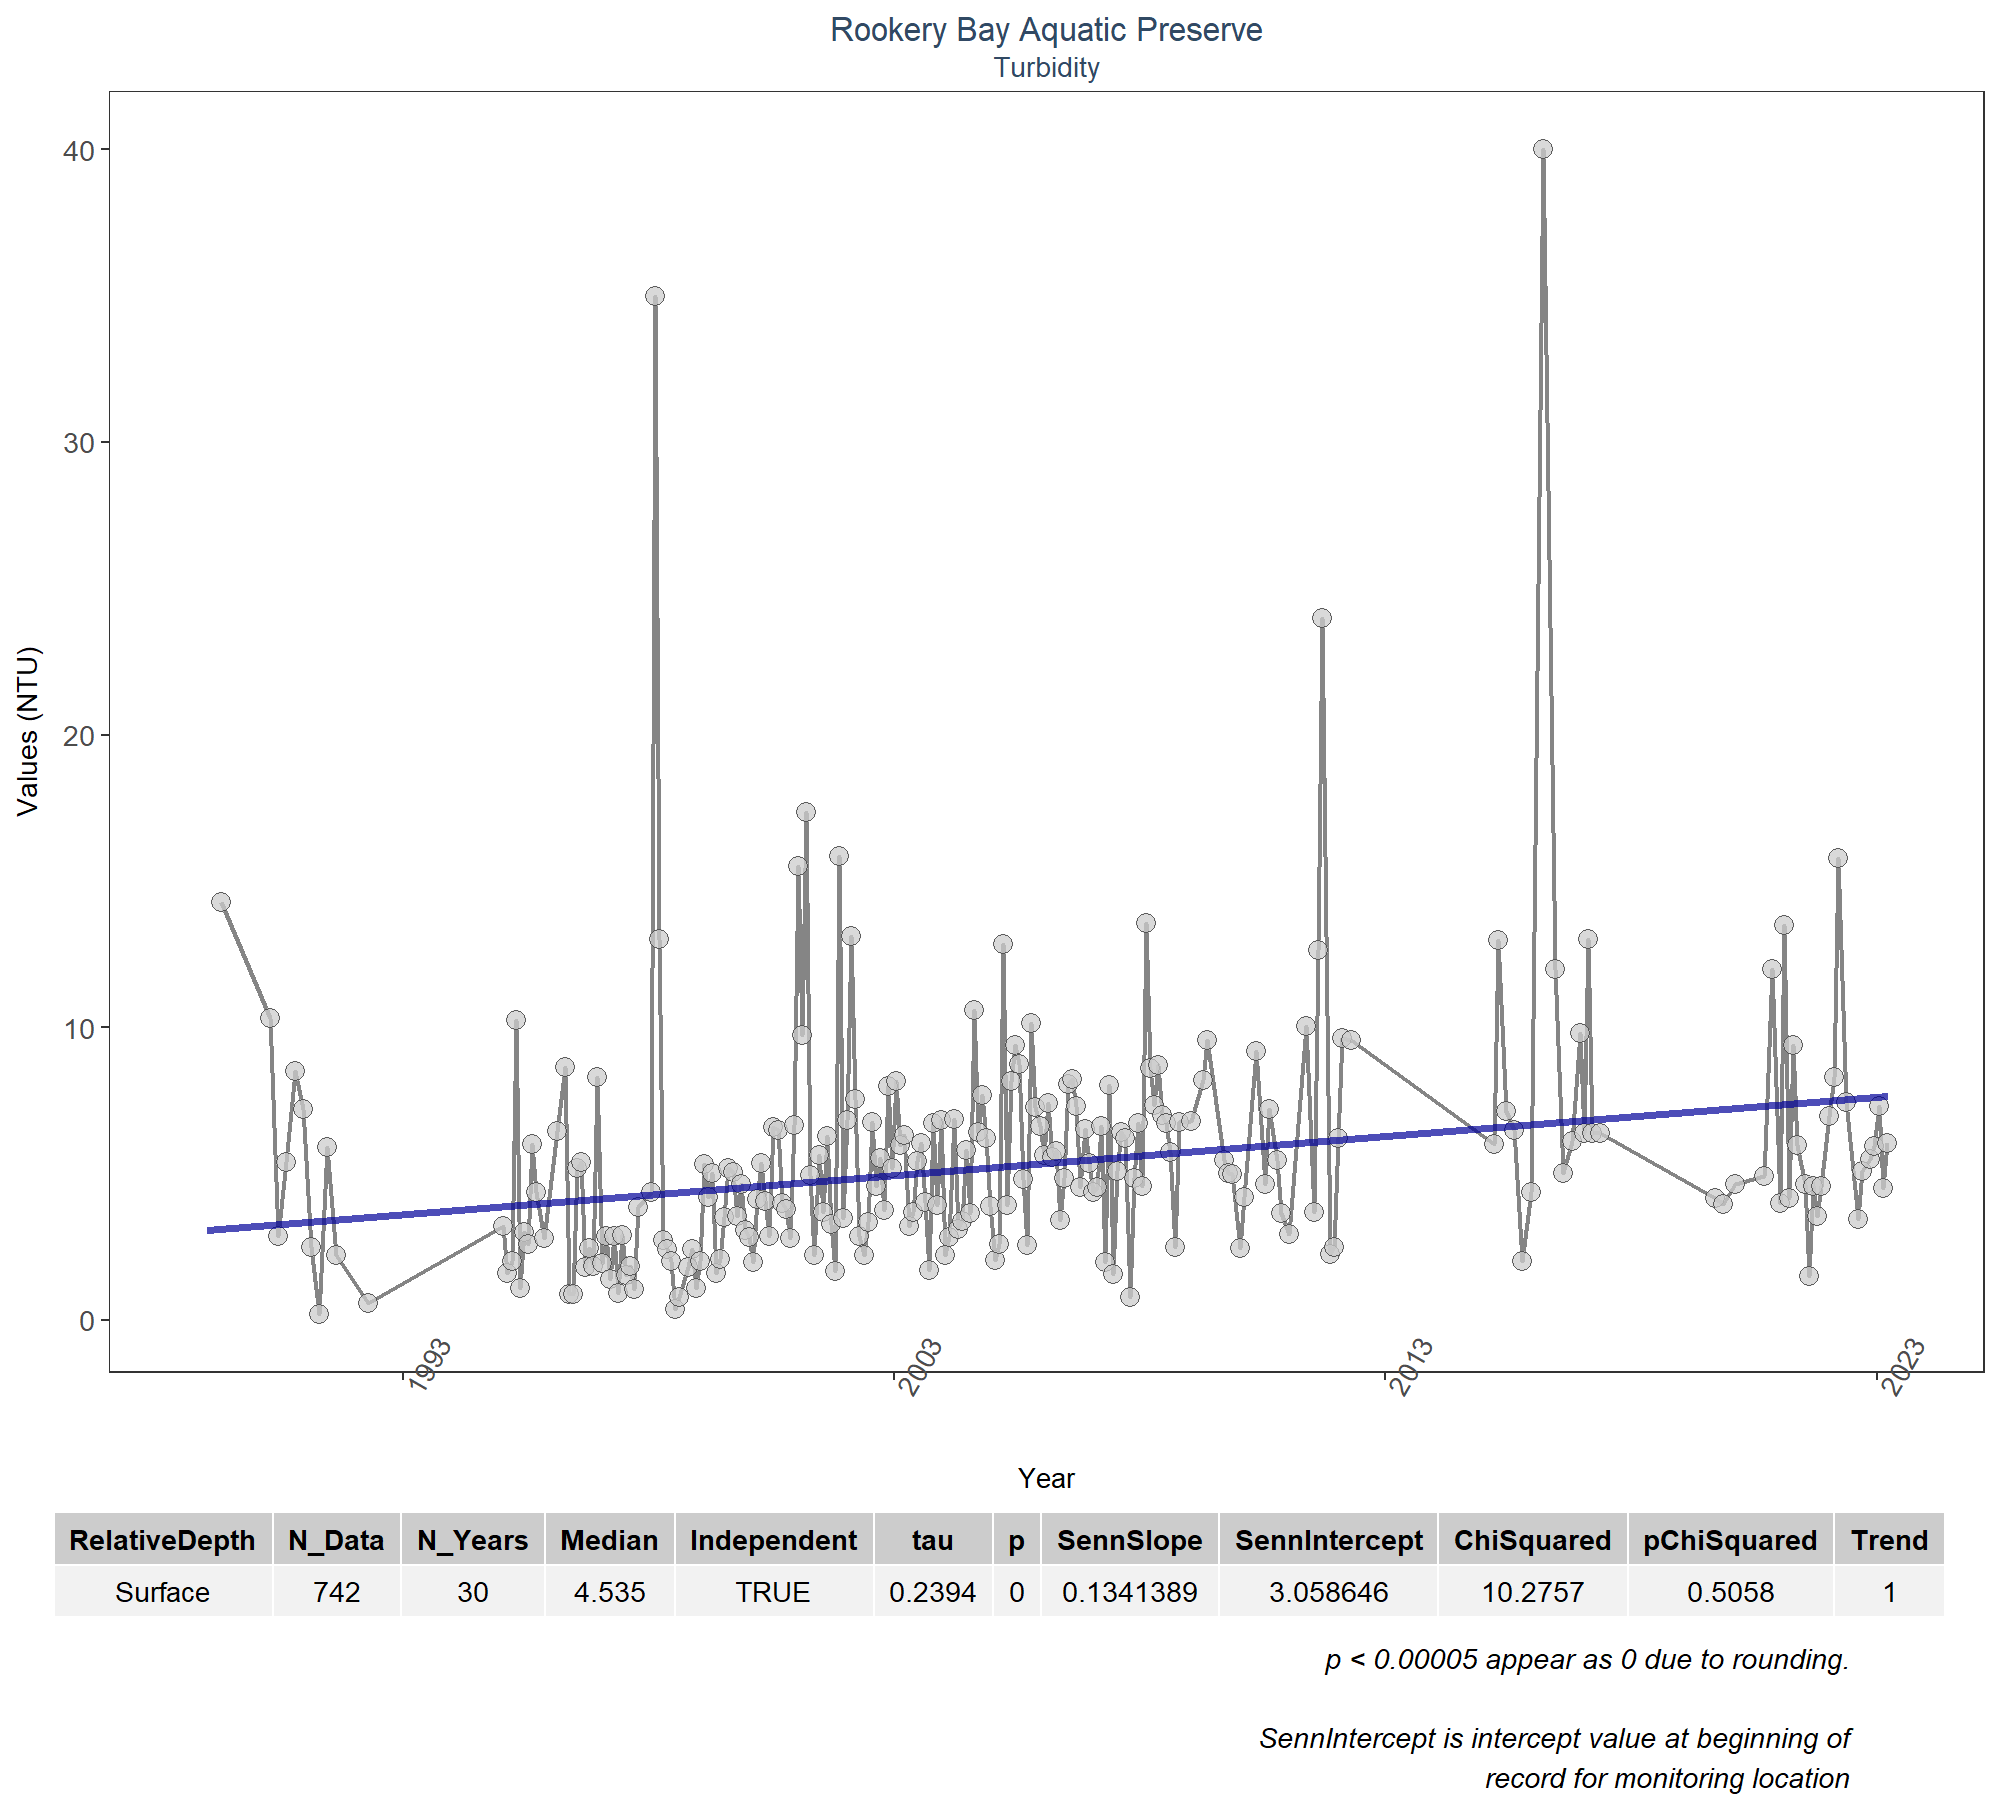 Rookery Bay Aquatic Preserve
Turbidity
Values (NTU)
40
30
20
10
0
1993 2003 2013 2023
Year
RelativeDepth N_Data N_Years Median Independent tau p SennSlope SennIntercept ChiSquared pChiSquared Trend
Surface 742 30 4.535 TRUE 0.2394 0 0.1341389 3.058646 10.2757 0.5058 1
p < 0.00005 appear as 0 due to rounding.
SennIntercept is intercept value at beginning of
record for monitoring location